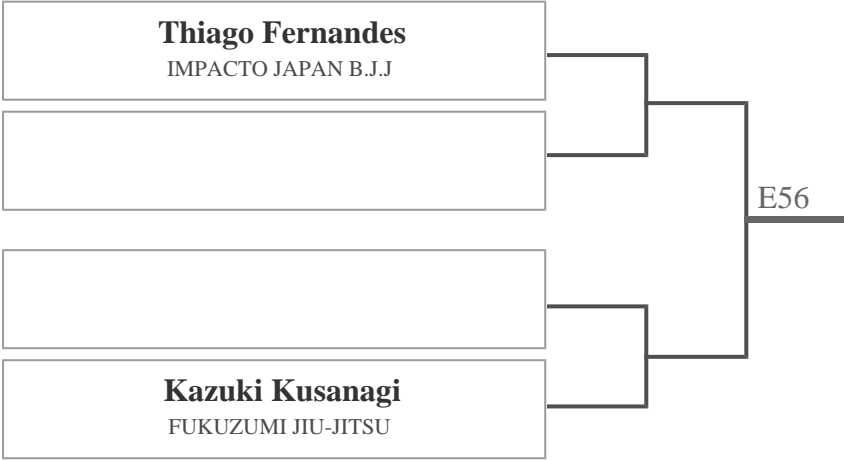 Thiago Fernandes
IMPACTO JAPAN B.J.J
E56
Kazuki Kusanagi
FUKUZUMI JIU-JITSU